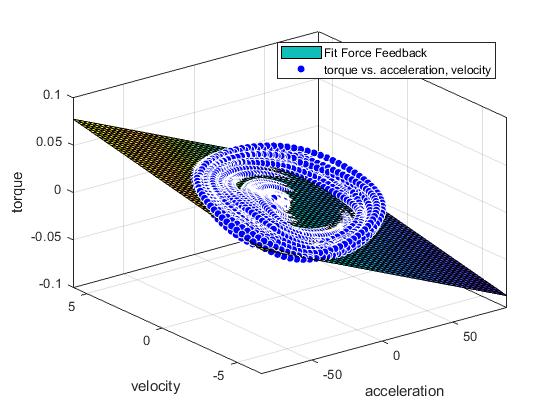 Fit Force Feedback
torque vs. acceleration, velocity
0.1
0.05
0
-0.05
-0.1
torque
5
0
-5
velocity
-50
0
50
acceleration